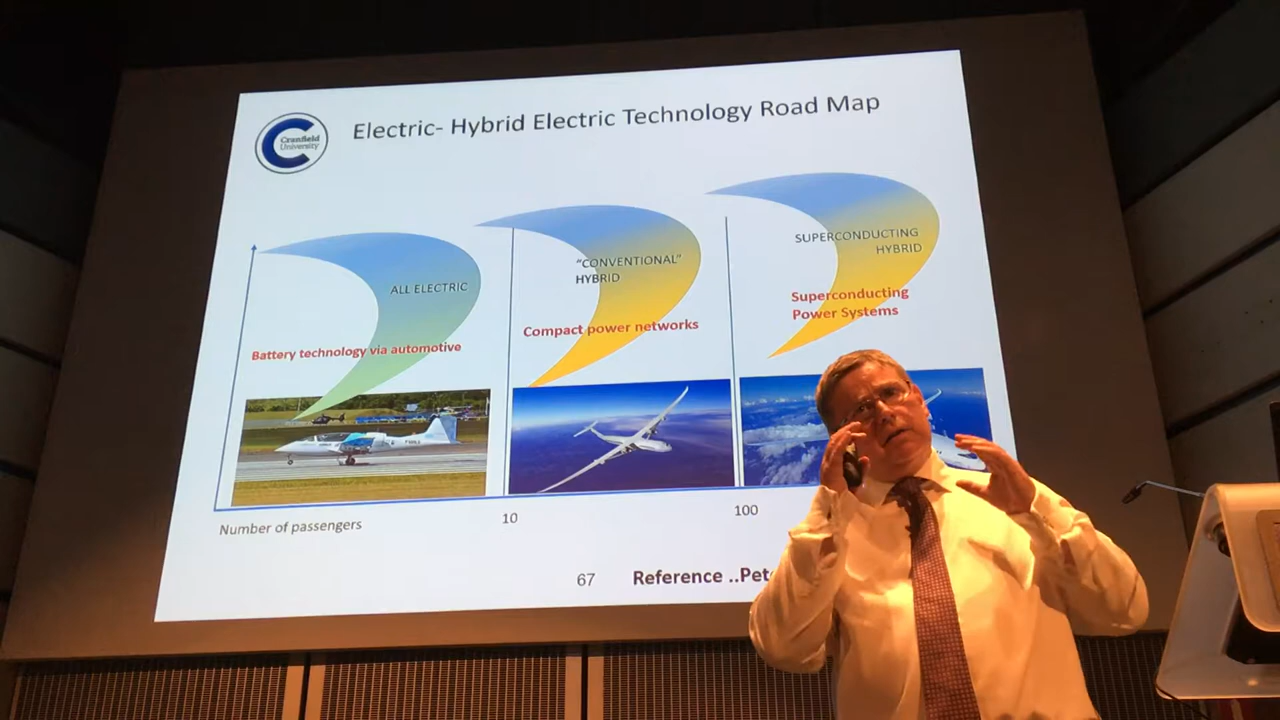 Cranfield
University
Electric- Hybrid Electric Technology Road Map
ALL ELECTRIC
Battery technology via automotive
"CONVENTIONAL"
HYBRID
Compact power networks
SUPERCONDUCTING
HYBRID
Superconducting
Power Systems
Number of passengers
10
100
67
Reference ..Pet